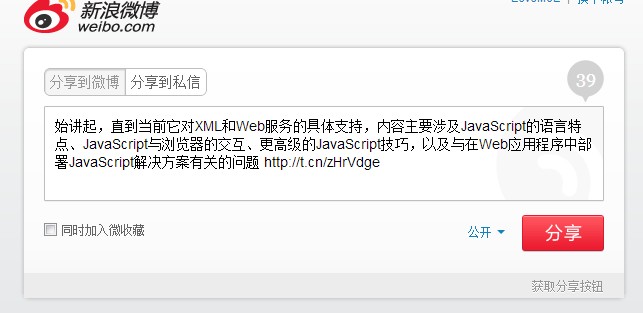 新浪微博
weibo.com
分享到微博 分享到私信
39
始讲起，直到当前它对XML和Web服务的具体支持，内容主要涉及JavaScript的语言特
点、JavaScript与浏览器的交互、更高级的JavaScript技巧，以及与在Web应用程序中部
署JavaScript解决方案有关的问题 http://t.cn/zHrVdge
同时加入微收藏
公开
分享
获取分享按钮